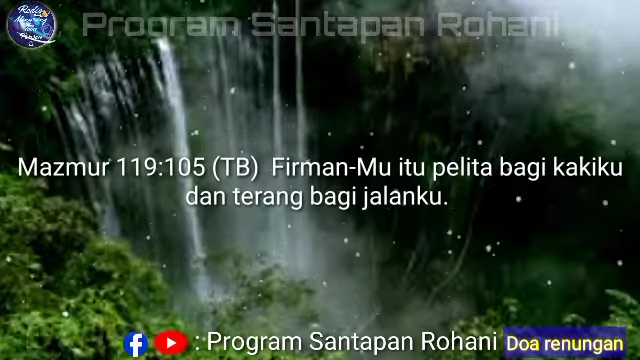 Program Santapan Rohani
Mazmur 119:105 (TB)  Firman-Mu itu pelita bagi kakiku
dan terang bagi jalanku.
: Program Santapan Rohani
Doa renungan